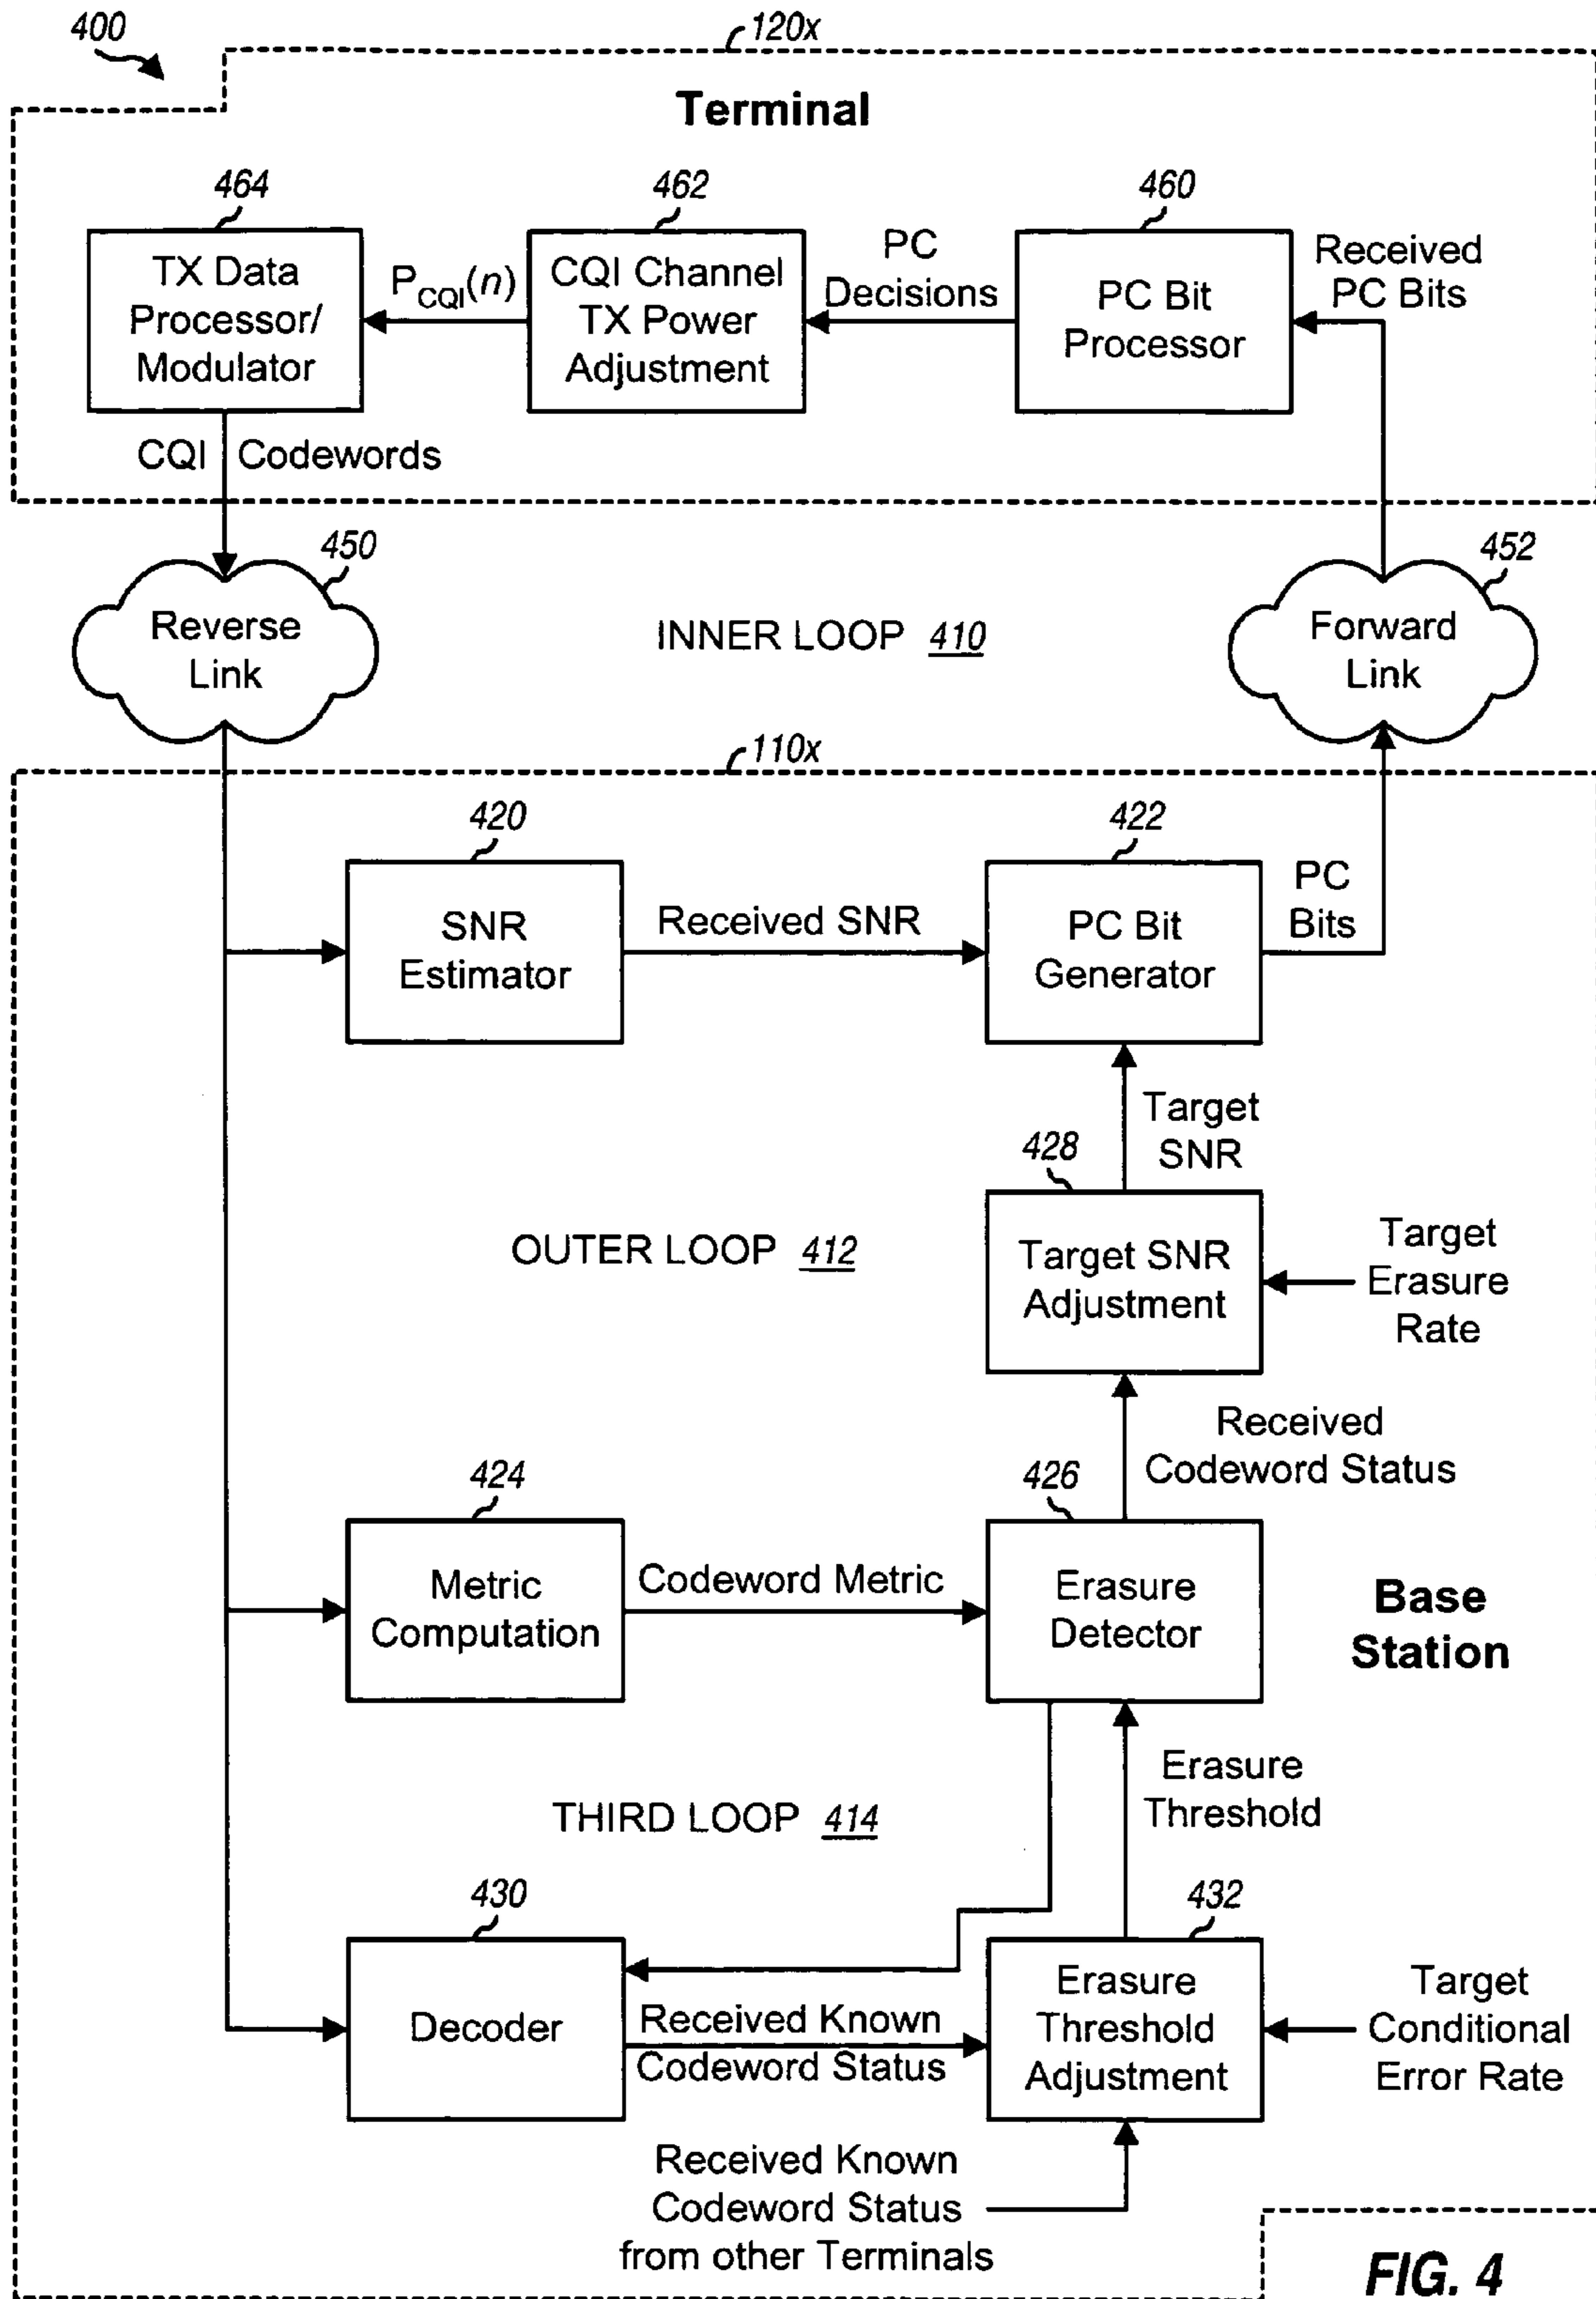 400
120x
Terminal
464
462
460
TX Data
Processor/
Modulator
P_CQI(n)
CQI Channel
TX Power
Adjustment
PC
Decisions
PC Bit
Processor
Received
PC Bits
CQI Codewords
450
452
Reverse
Link
INNER LOOP 410
Forward
Link
110x
420
422
SNR
Estimator
Received SNR
PC Bit
Generator
PC
Bits
Target
SNR
428
OUTER LOOP 412
Target SNR
Adjustment
Target
Erasure
Rate
Received
Codeword Status
424
426
Metric
Computation
Codeword Metric
Erasure
Detector
Base
Station
Erasure
Threshold
THIRD LOOP 414
430
432
Decoder
Received Known
Codeword Status
Erasure
Threshold
Adjustment
Target
Conditional
Error Rate
Received Known
Codeword Status
from other Terminals
FIG. 4